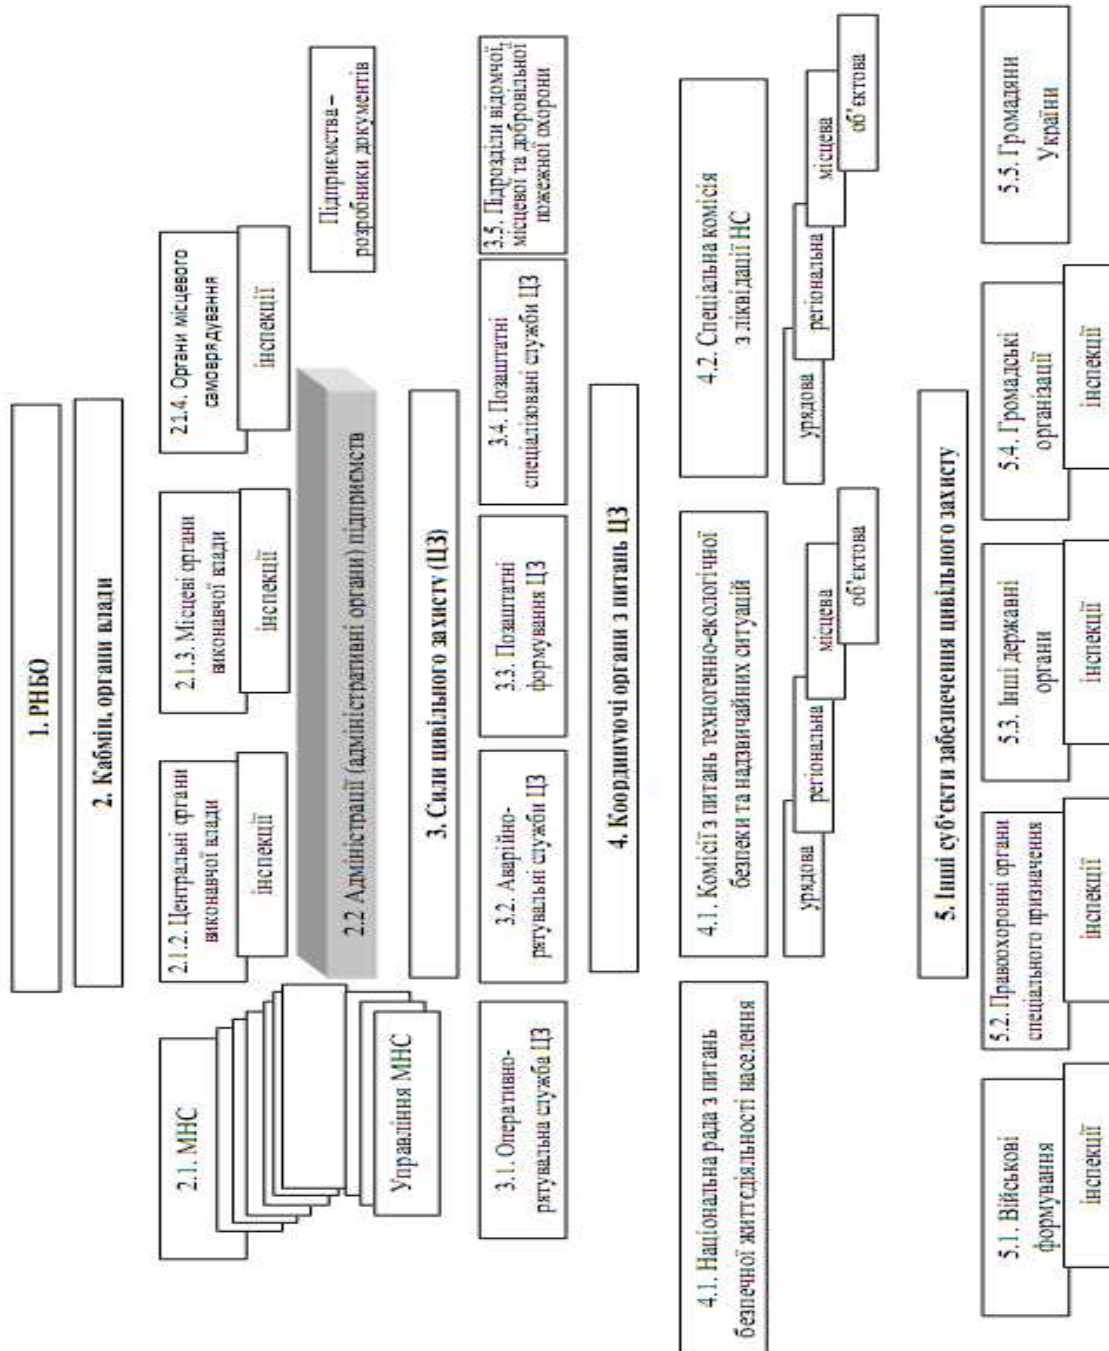 1. РНБО
2. Кабмін, органи влади
2.1. МНС
Управління МНС
2.1.2. Центральні органи
виконавчої влади
інспекції
2.1.3. Місцеві органи
виконавчої влади
інспекції
2.1.4. Органи місцевого
самоврядування
інспекції
2.2 Адміністрації (адміністративні органи) підприємств
Підприємства –
розробники документів
3. Сили цивільного захисту (ЦЗ)
3.1. Оперативно-
рятувальна служба ЦЗ
3.2. Аварійно-
рятувальні служби ЦЗ
3.3. Позаштатні
формування ЦЗ
3.4. Позаштатні
спеціалізовані служби ЦЗ
3.5. Підрозділи відомчої,
місцевої та добровільної
пожежної охорони
4. Координуючі органи з питань ЦЗ
4.1. Національна рада з питань
безпечної життєдіяльності населення
4.1. Комісії з питань техногенно-екологічної
безпеки та надзвичайних ситуацій
урядова
регіональна
місцева
об’єктова
4.2. Спеціальна комісія
з ліквідації НС
урядова
регіональна
місцева
об’єктова
5. Інші суб‘єкти забезпечення цивільного захисту
5.1. Військові
формування
інспекції
5.2. Правоохоронні органи
спеціального призначення
інспекції
5.3. Інші державні
органи
інспекції
5.4. Громадські
організації
інспекції
5.5. Громадяни
України